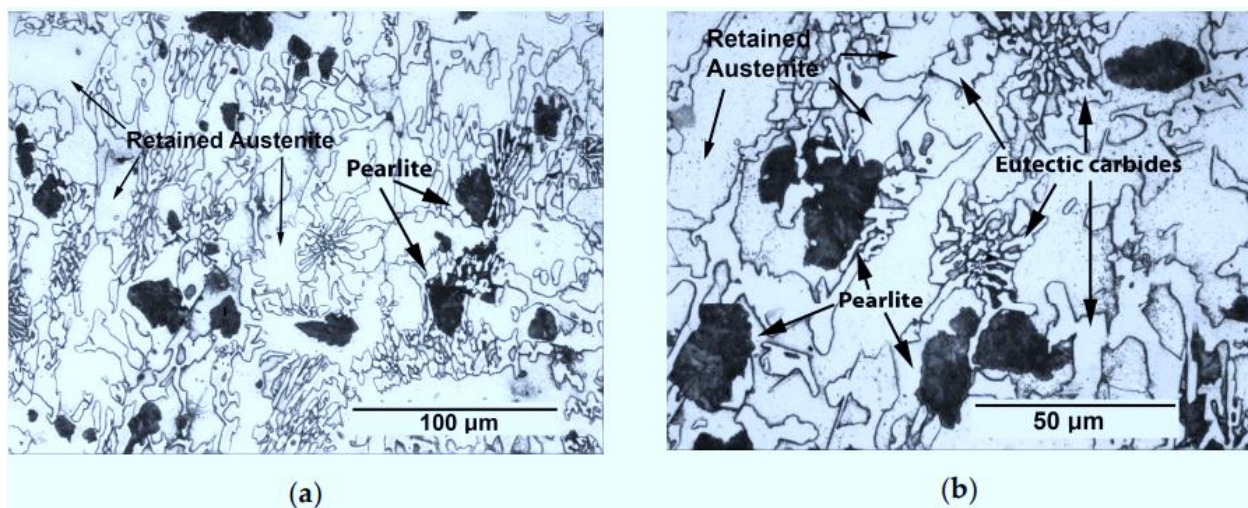 Retained Austenite
Pearlite
100 µm
(a)
Retained
Austenite
Eutectic carbides
Pearlite
50 µm
(b)